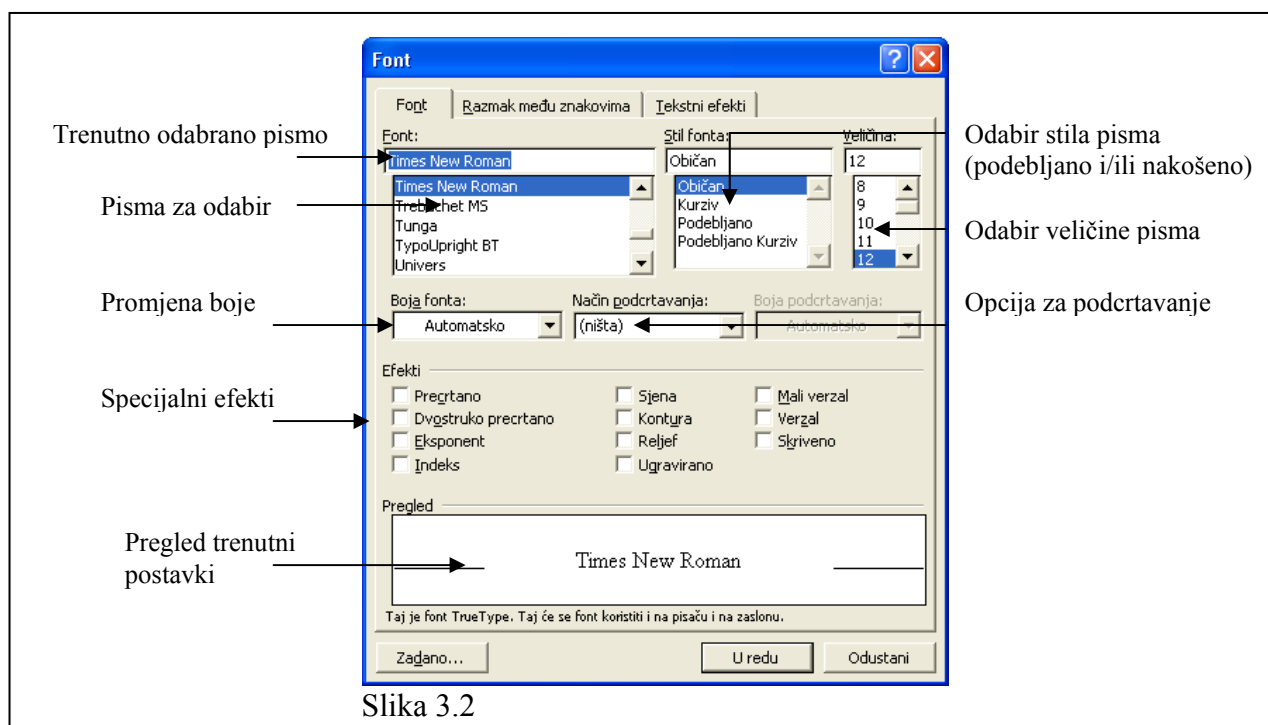 Font
Font Razmak među znakovima Tekstni efekti
Trenutno odabrano pismo
Font: Stil fonta: Veličina:
Times New Roman Običan 12
Odabir stila pisma
(podebljano i/ili nakošeno)
Pisma za odabir
Times New Roman Običan 8
Trebuchet MS Kurziv 9
Tunga Podebljano 10
TypoUpright BT Podebljano Kurziv 11
Univers 12
Odabir veličine pisma
Promjena boje
Boja fonta: Način podcrtavanja: Boja podcrtavanja:
Automatsko (ništa) Automatsko
Opcija za podcrtavanje
Specijalni efekti
Efekti
Precrtano Sjena Mali verzal
Dvostruko precrtano Kontura Verzal
Eksponent Reljef Skriveno
Indeks Ugravirano
Pregled trenutni
postavki
Pregled
Times New Roman
Taj je font TrueType. Taj će se font koristiti i na pisaču i na zaslonu.
Zadano... U redu Odustani
Slika 3.2